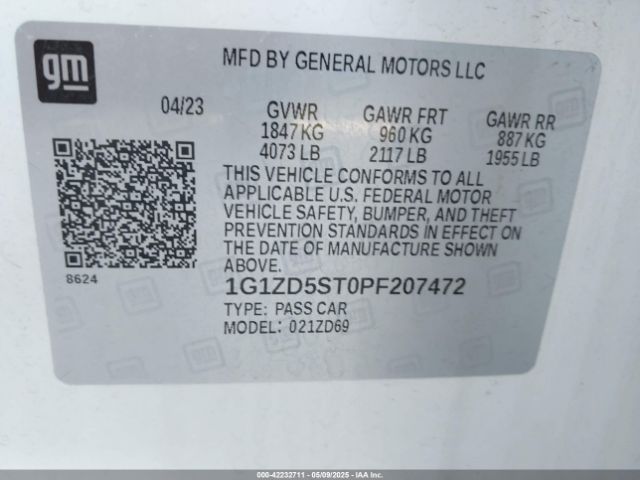 gm
MFD BY GENERAL MOTORS LLC
04/23 GVWR GAWR FRT GAWR RR
1847 KG 960 KG 887 KG
4073 LB 2117 LB 1955 LB
THIS VEHICLE CONFORMS TO ALL
APPLICABLE U.S. FEDERAL MOTOR
VEHICLE SAFETY, BUMPER, AND THEFT
PREVENTION STANDARDS IN EFFECT ON
THE DATE OF MANUFACTURE SHOWN
ABOVE.
8624
1G1ZD5ST0PF207472
TYPE: PASS CAR
MODEL: 021ZD69
000-42232711 - 05/09/2025 - IAAI.COM